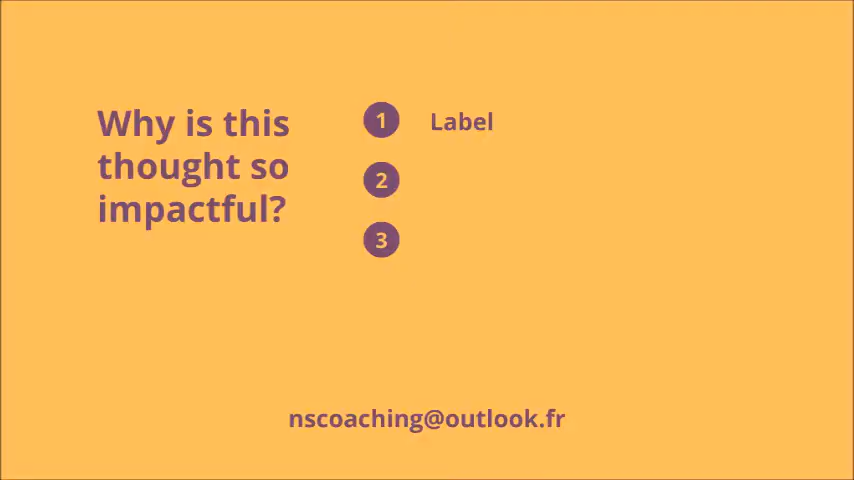 Why is this
thought so
impactful?
1 Label
2
3
nscoaching@outlook.fr